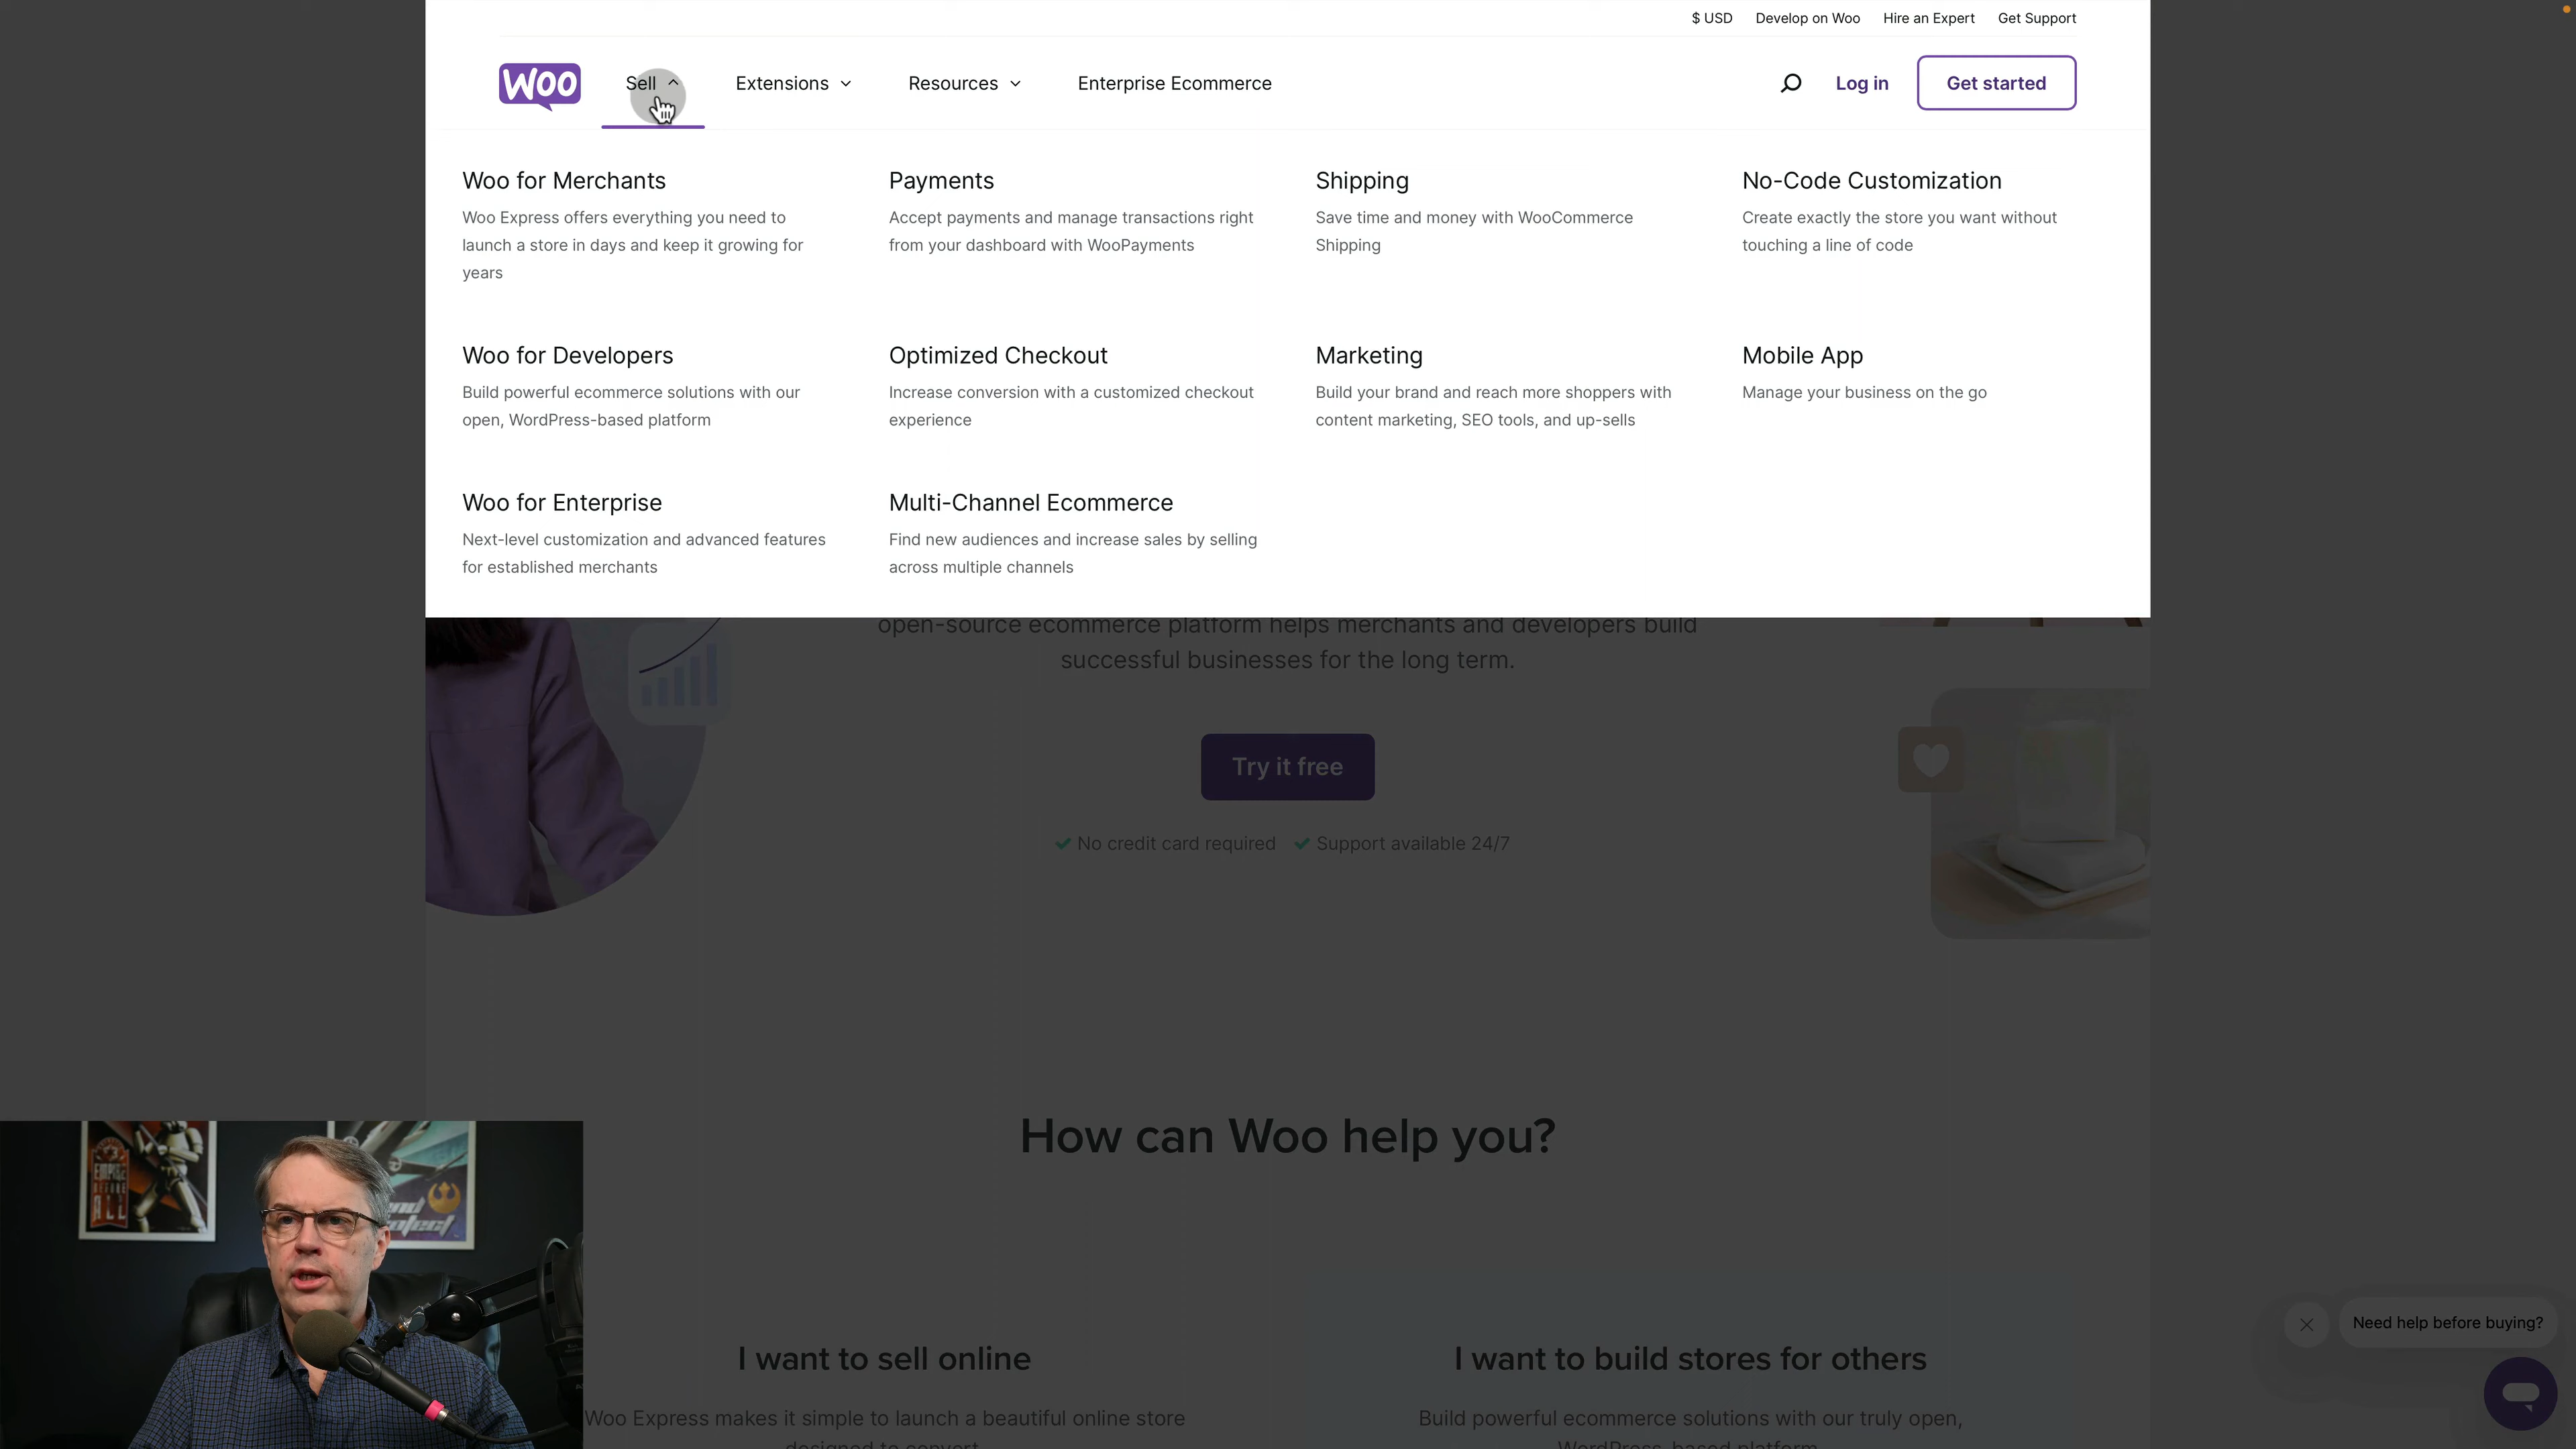 $ USD Develop on Woo Hire an Expert Get Support
Woo Sell Extensions Resources Enterprise Ecommerce Log in Get started
Woo for Merchants
Woo Express offers everything you need to
launch a store in days and keep it growing for
years
Payments
Accept payments and manage transactions right
from your dashboard with WooPayments
Shipping
Save time and money with WooCommerce
Shipping
No-Code Customization
Create exactly the store you want without
touching a line of code
Woo for Developers
Build powerful ecommerce solutions with our
open, WordPress-based platform
Optimized Checkout
Increase conversion with a customized checkout
experience
Marketing
Build your brand and reach more shoppers with
content marketing, SEO tools, and up-sells
Mobile App
Manage your business on the go
Woo for Enterprise
Next-level customization and advanced features
for established merchants
Multi-Channel Ecommerce
Find new audiences and increase sales by selling
across multiple channels
open-source ecommerce platform helps merchants and developers build
successful businesses for the long term.
Try it free
No credit card required Support available 24/7
How can Woo help you?
EMPIRE
BEFORE
ALL
I want to sell online
Woo Express makes it simple to launch a beautiful online store
designed to convert
I want to build stores for others
Build powerful ecommerce solutions with our truly open,
WordPress-based platform
Need help before buying?